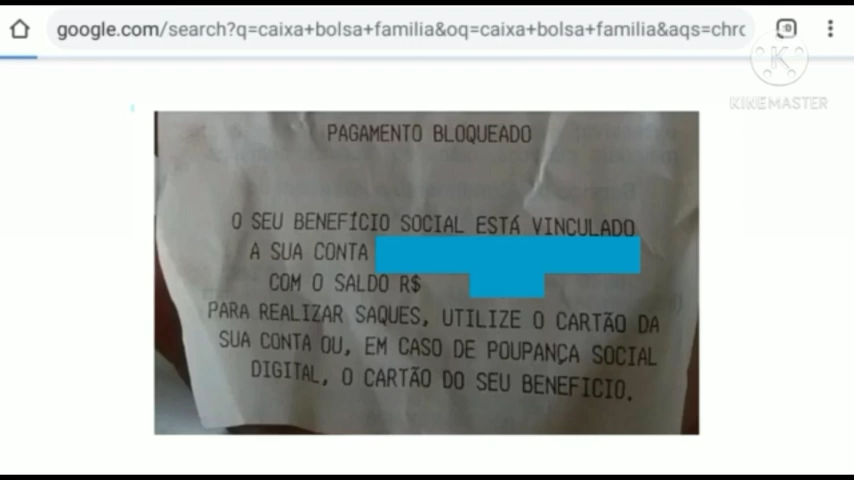 google.com/search?q=caixa+bolsa+familia&oq=caixa+bolsa+familia&aqs=chro
KINEMASTER
PAGAMENTO BLOQUEADO
O SEU BENEFÍCIO SOCIAL ESTÁ VINCULADO
A SUA CONTA
COM O SALDO R$
PARA REALIZAR SAQUES, UTILIZE O CARTÃO DA
SUA CONTA OU, EM CASO DE POUPANÇA SOCIAL
DIGITAL, O CARTÃO DO SEU BENEFICIO.